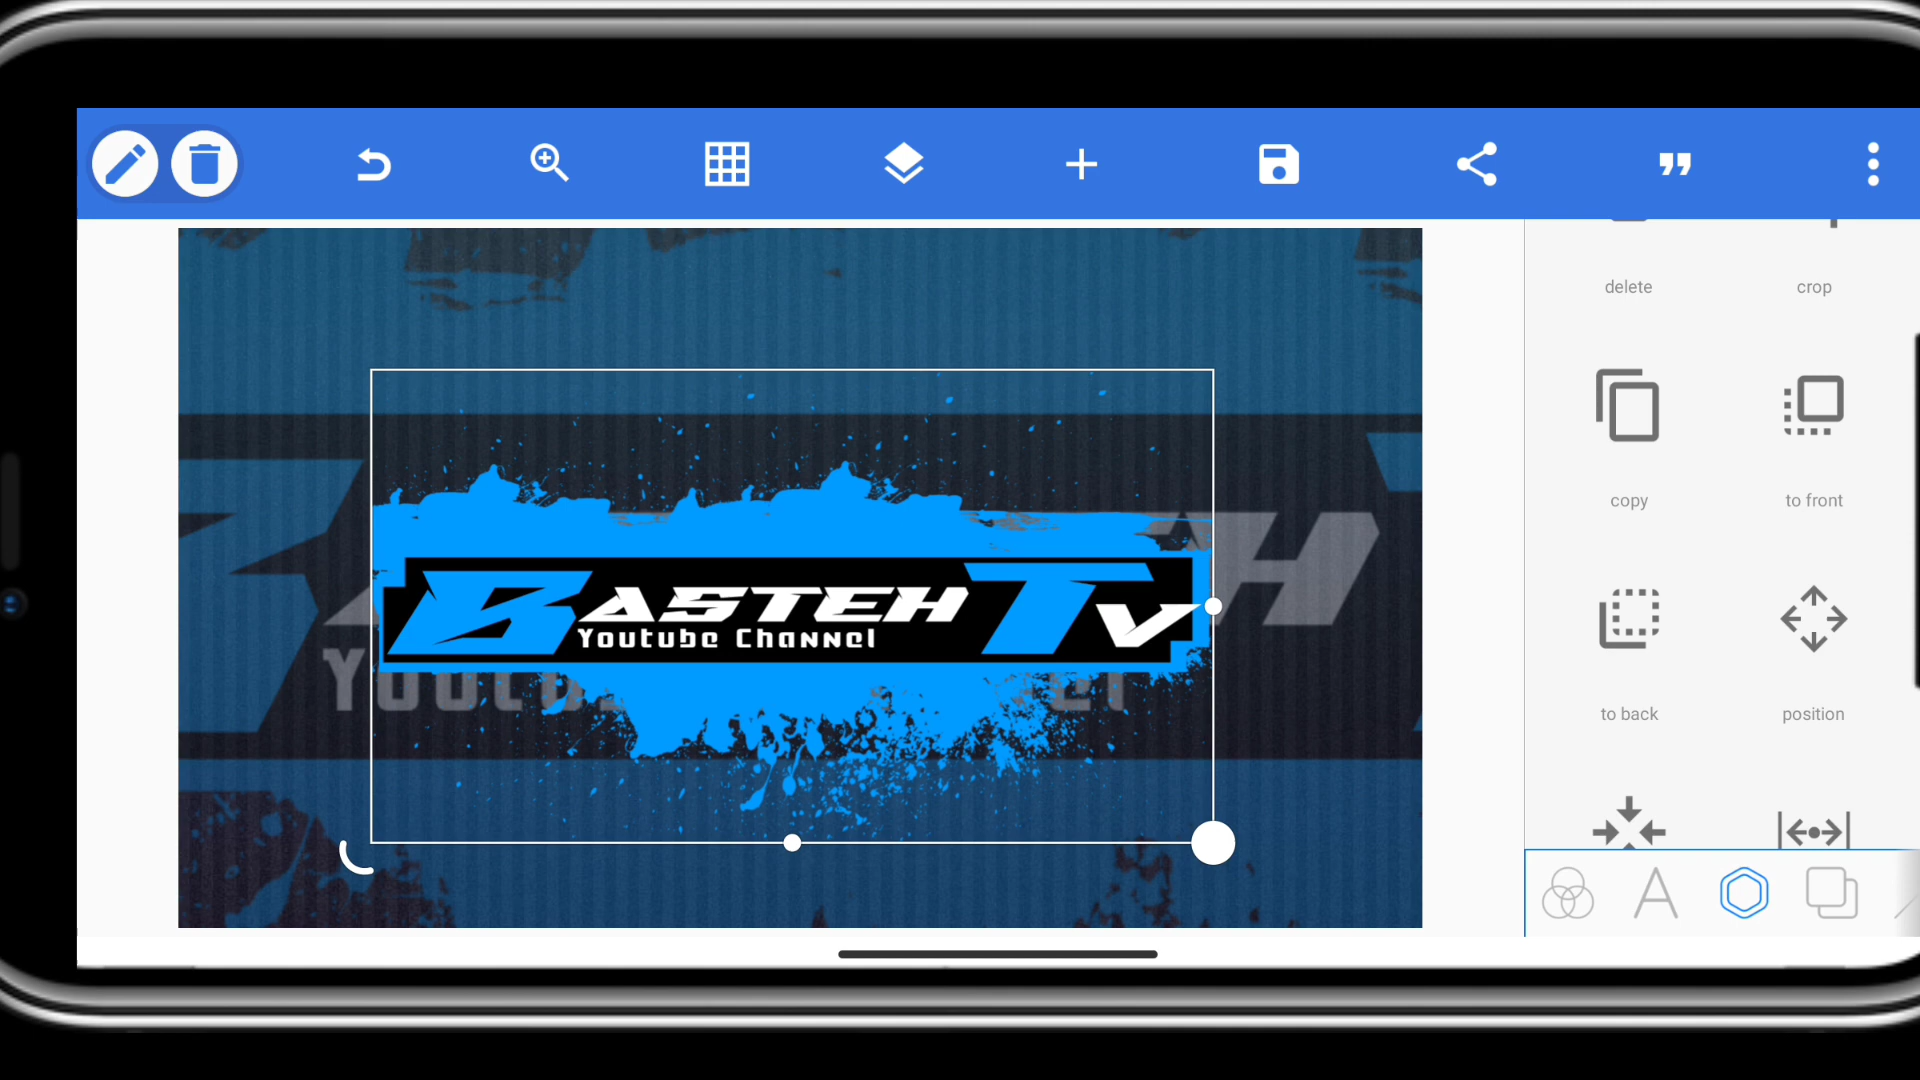 delete
crop
BASTEH TV
Youtube Channel
copy
to front
to back
position